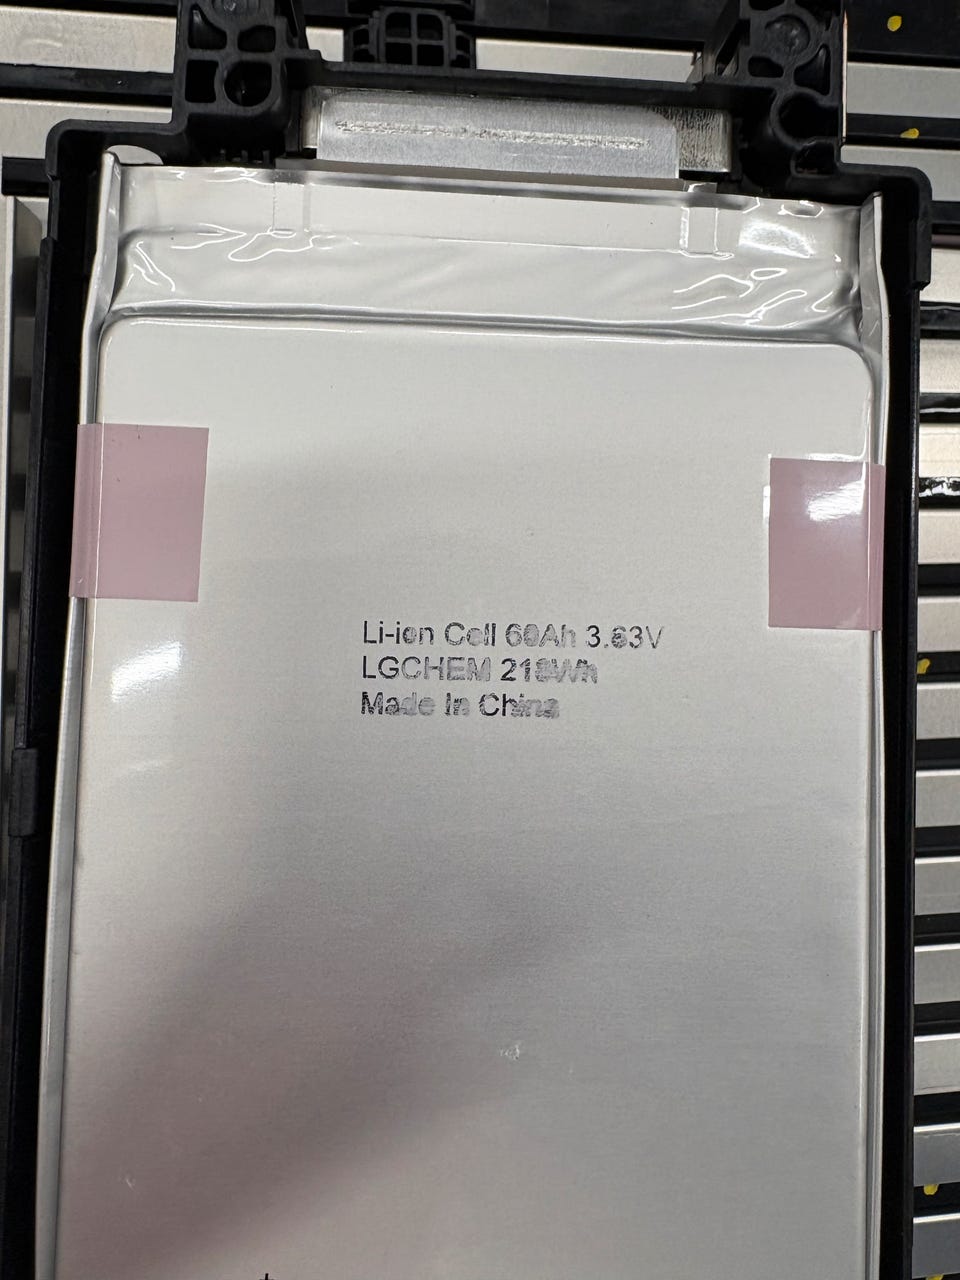 Li-ion Cell 60Ah 3.63V
LGCHEM 218Wh
Made In China